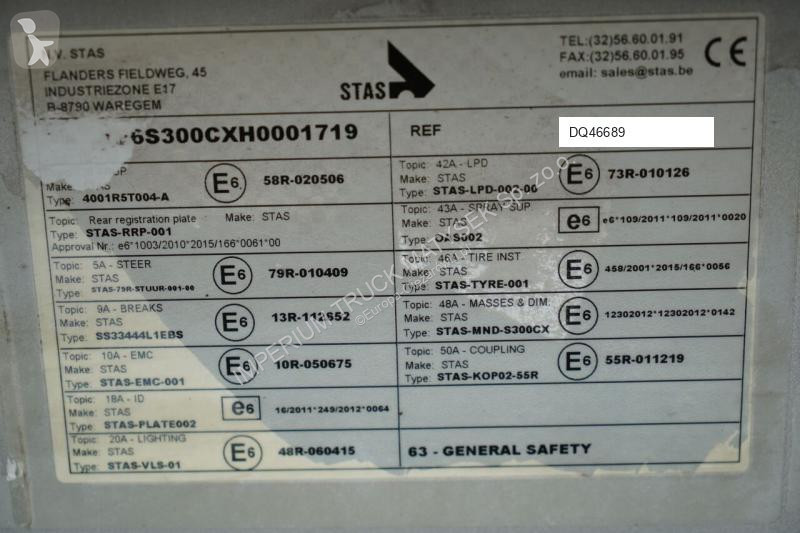 V. STAS
FLANDERS FIELDWEG, 45
INDUSTRIEZONE E17
B-8790 WAREGEM
STAS
TEL:(32)56.60.01.91
FAX:(32)56.60.01.95
email: sales@stas.be
CE
6S300CXH0001719
REF
DQ46689
Make: STAS
Type: 4001R5T004-A
E6
58R-020506
Topic: Rear registration plate Make: STAS
Type: STAS-RRP-001
Approval Nr.: e6*1003/2010*2015/166*0061*00
Topic: 5A - STEER
Make: STAS
Type: STAS-79R-STUUR-001-00
E6
79R-010409
Topic: 9A - BREAKS
Make: STAS
Type: SS33444L1EBS
E6
13R-112652
Topic: 10A - EMC
Make: STAS
Type: STAS-EMC-001
E6
10R-050675
Topic: 18A - ID
Make: STAS
Type: STAS-PLATE002
e6
16/2011*249/2012*0064
Topic: 20A - LIGHTING
Make: STAS
Type: STAS-VLS-01
E6
48R-060415
Topic: 42A - LPD
Make: STAS
Type: STAS-LPD-002-00
E6
73R-010126
Topic: 43A - SPRAY SUP
Make: STAS
Type:
e6
e6*109/2011*109/2011*0020
Topic: 46A - TIRE INST
Make: STAS
Type: STAS-TYRE-001
E6
458/2001*2015/166*0056
Topic: 48A - MASSES & DIM.
Make: STAS
Type: STAS-MND-S300CX
E6
12302012*12302012*0142
Topic: 50A - COUPLING
Make: STAS
Type: STAS-KOP02-55R
E6
55R-011219
63 - GENERAL SAFETY